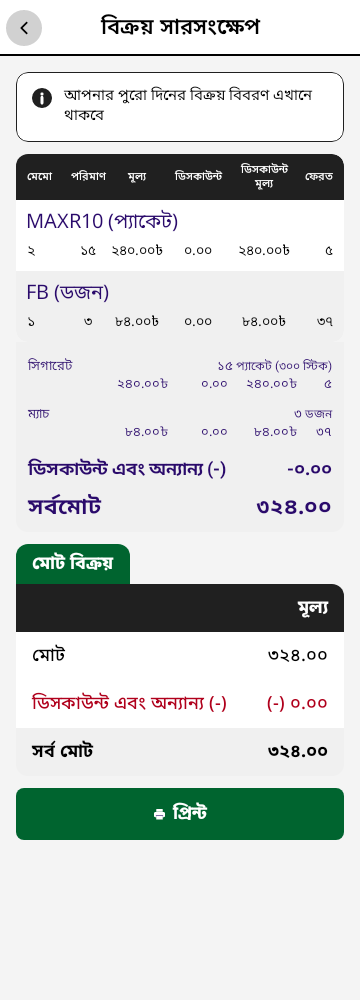 বিক্রয় সারসংক্ষেপ
আপনার পুরো দিনের বিক্রয় বিবরণ এখানে
থাকবে
মেমো পরিমাণ মূল্য ডিসকাউন্ট ডিসকাউন্ট মূল্য ফেরত
MAXR10 (প্যাকেট)
২ ১৫ ২৪০.০০৳ ০.০০ ২৪০.০০৳ ৫
FB (ডজন)
১ ৩ ৮৪.০০৳ ০.০০ ৮৪.০০৳ ৩৭
সিগারেট ১৫ প্যাকেট (৩০০ স্টিক)
২৪০.০০৳ ০.০০ ২৪০.০০৳ ৫
ম্যাচ ৩ ডজন
৮৪.০০৳ ০.০০ ৮৪.০০৳ ৩৭
ডিসকাউন্ট এবং অন্যান্য (-) -০.০০
সর্বমোট ৩২৪.০০
মোট বিক্রয়
মূল্য
মোট ৩২৪.০০
ডিসকাউন্ট এবং অন্যান্য (-) (-) ০.০০
সর্ব মোট ৩২৪.০০
প্রিন্ট